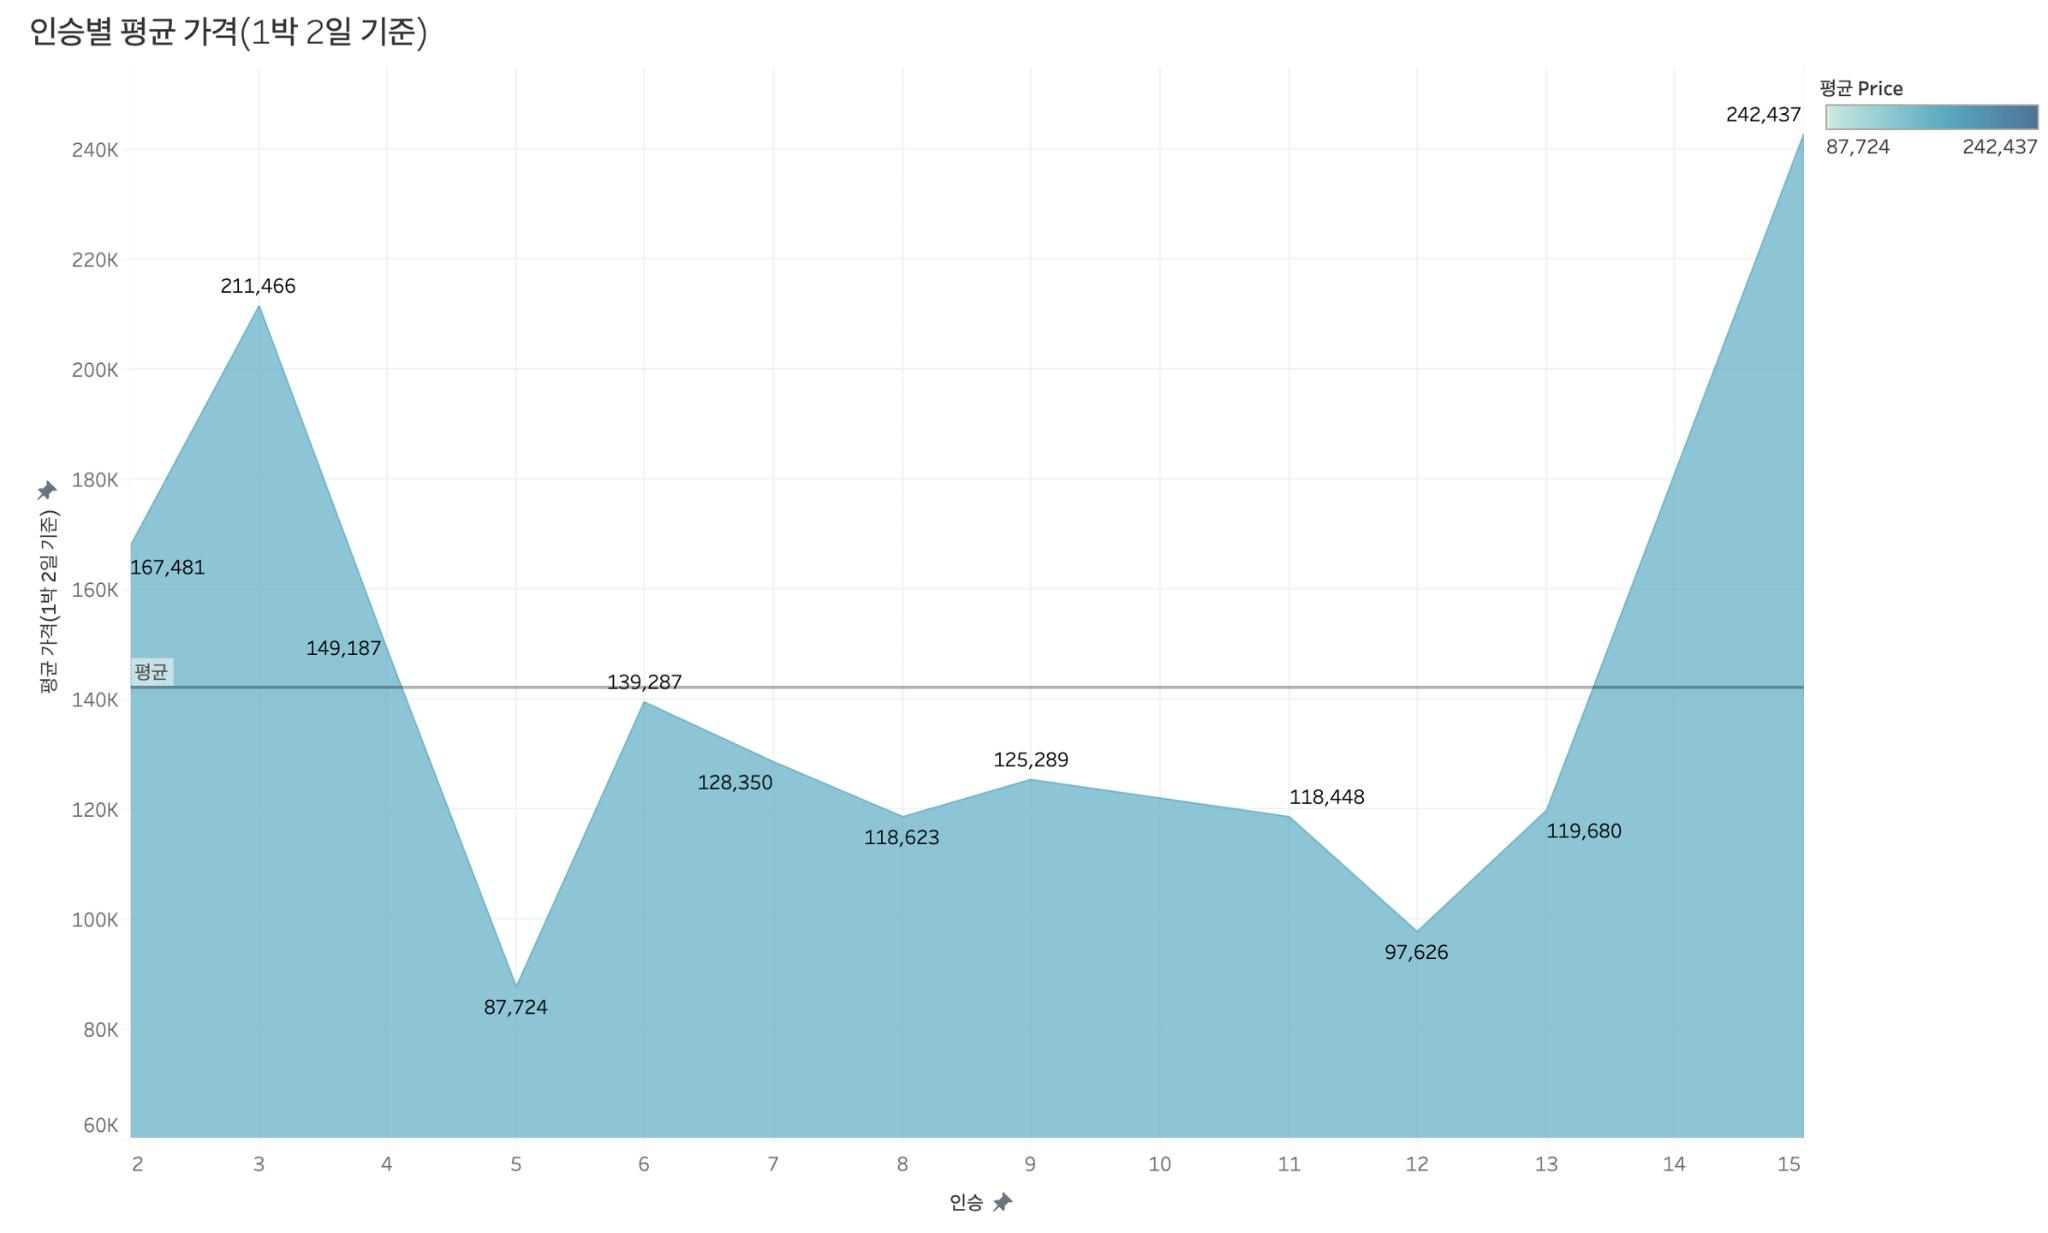 인승별 평균 가격(1박 2일 기준)
평균 Price
87,724 242,437
평균 가격(1박 2일 기준)
240K
220K
200K
180K
160K
140K
120K
100K
80K
60K
242,437
211,466
167,481
149,187
평균
139,287
128,350
125,289
118,448
118,623
119,680
97,626
87,724
2 3 4 5 6 7 8 9 10 11 12 13 14 15
인승